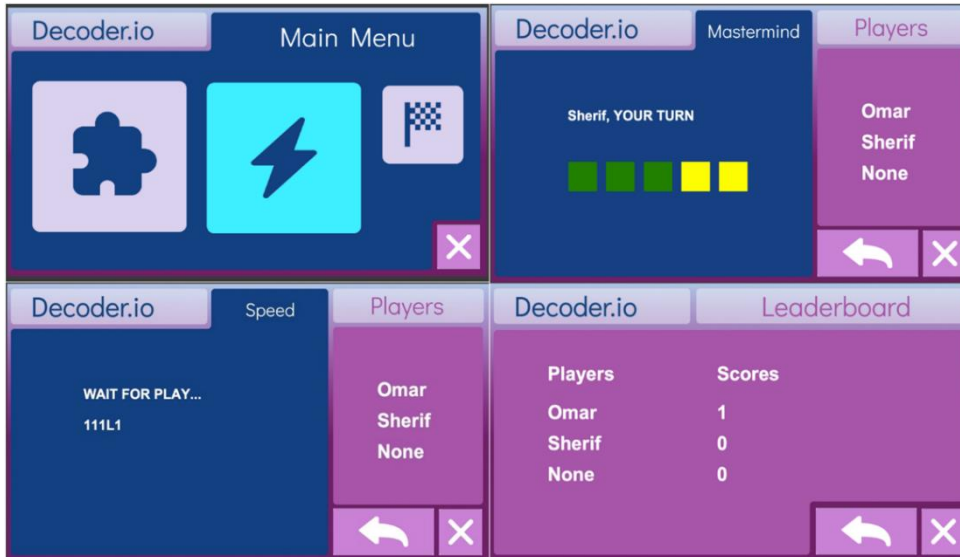 Decoder.io
Main Menu
Decoder.io
Mastermind
Players
Sherif, YOUR TURN
Omar
Sherif
None
Decoder.io
Speed
Players
WAIT FOR PLAY...
111L1
Omar
Sherif
None
Decoder.io
Leaderboard
Players Scores
Omar 1
Sherif 0
None 0